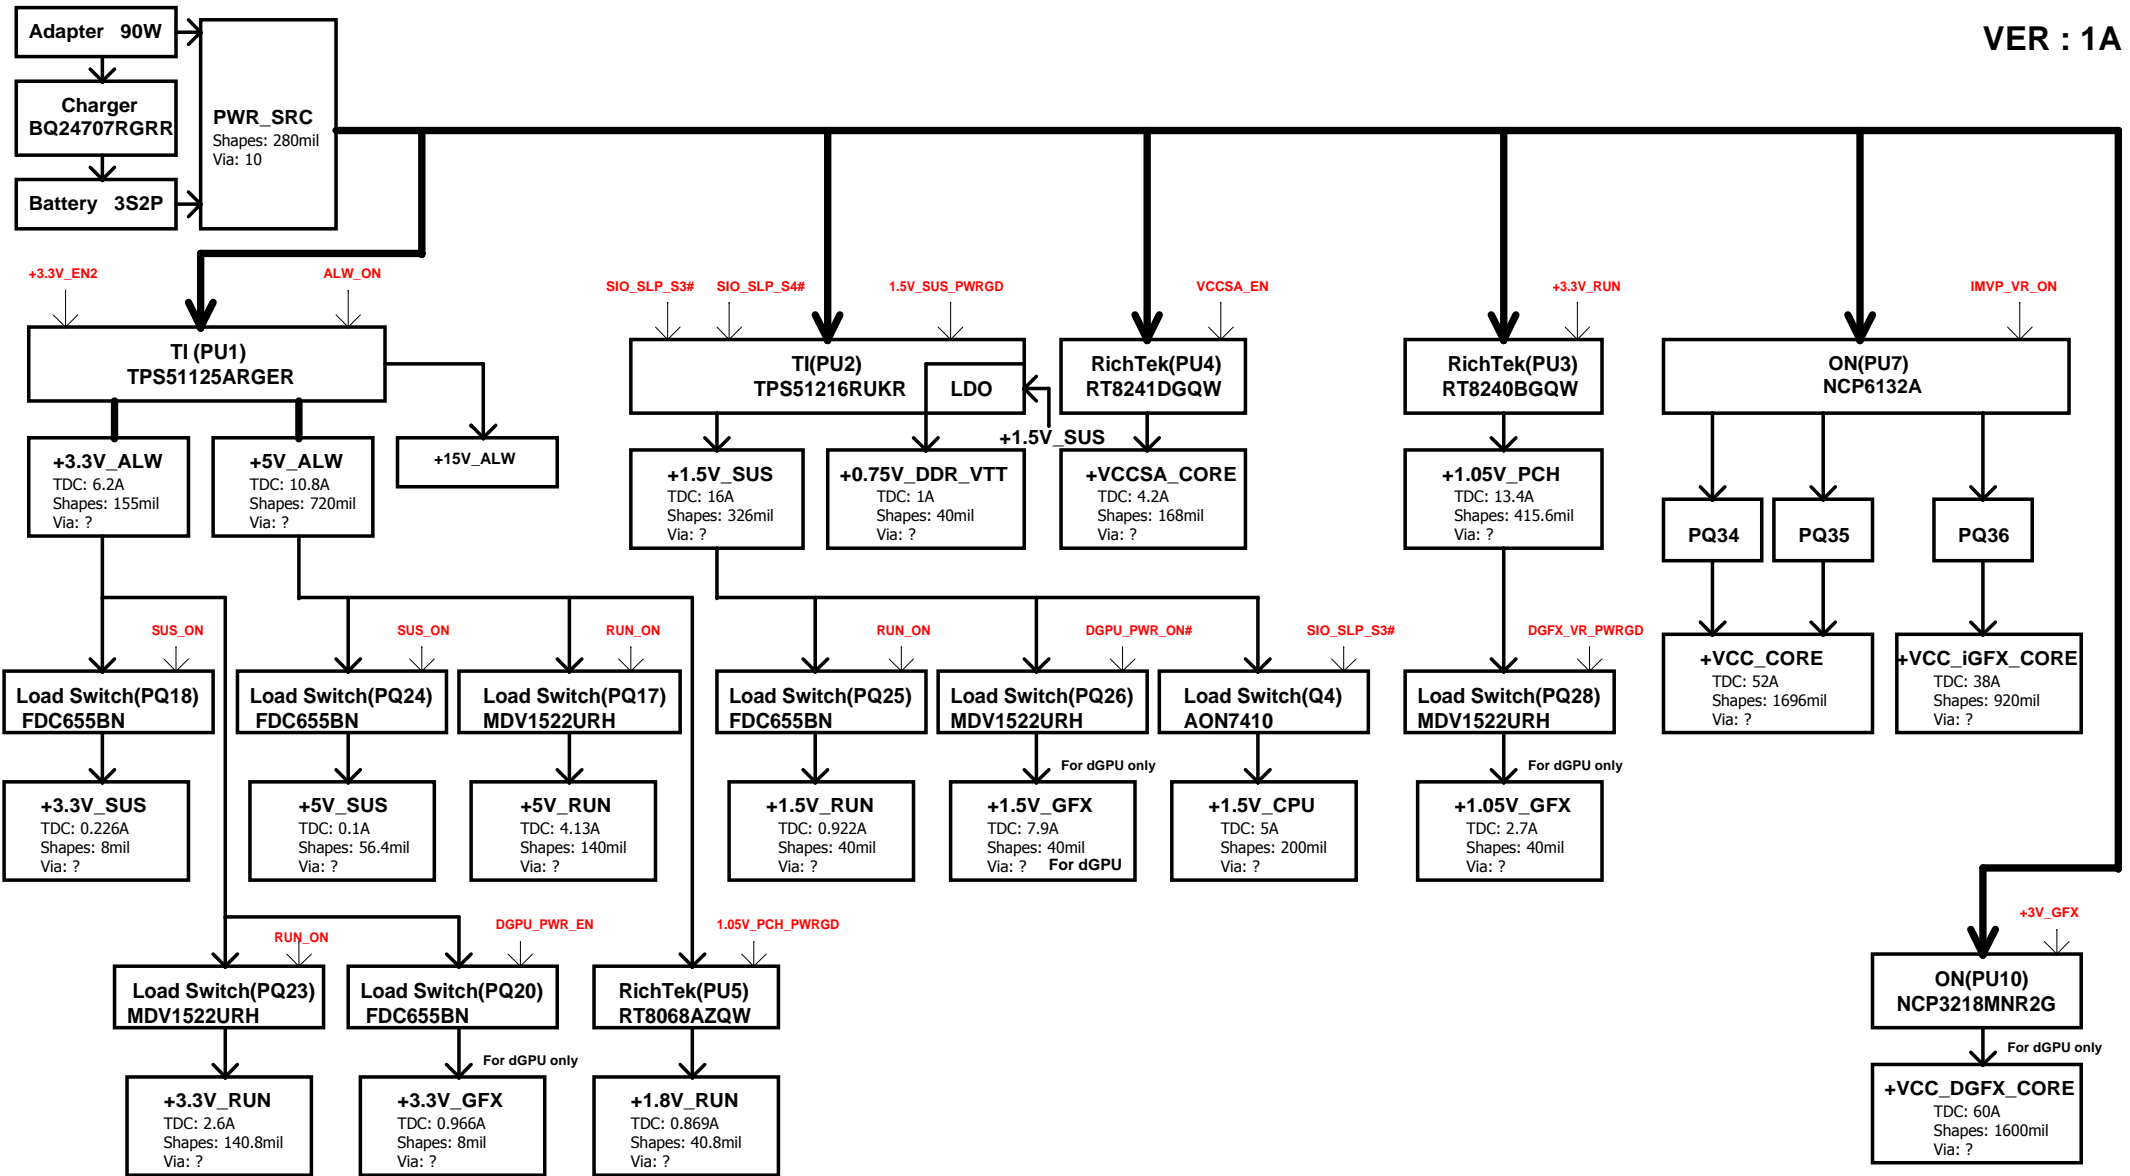 VER : 1A
Adapter 90W
Charger
BQ24707RGRR
Battery 3S2P
PWR_SRC
Shapes: 280mil
Via: 10
+3.3V_EN2
ALW_ON
SIO_SLP_S3#
SIO_SLP_S4#
1.5V_SUS_PWRGD
VCCSA_EN
+3.3V_RUN
IMVP_VR_ON
TI (PU1)
TPS51125ARGER
TI(PU2)
TPS51216RUKR
LDO
RichTek(PU4)
RT8241DGQW
RichTek(PU3)
RT8240BGQW
ON(PU7)
NCP6132A
+1.5V_SUS
+3.3V_ALW
TDC: 6.2A
Shapes: 155mil
Via: ?
+5V_ALW
TDC: 10.8A
Shapes: 720mil
Via: ?
+15V_ALW
+1.5V_SUS
TDC: 16A
Shapes: 326mil
Via: ?
+0.75V_DDR_VTT
TDC: 1A
Shapes: 40mil
Via: ?
+VCCSA_CORE
TDC: 4.2A
Shapes: 168mil
Via: ?
+1.05V_PCH
TDC: 13.4A
Shapes: 415.6mil
Via: ?
PQ34
PQ35
PQ36
SUS_ON
SUS_ON
RUN_ON
RUN_ON
DGPU_PWR_ON#
SIO_SLP_S3#
DGFX_VR_PWRGD
Load Switch(PQ18)
FDC655BN
Load Switch(PQ24)
FDC655BN
Load Switch(PQ17)
MDV1522URH
Load Switch(PQ25)
FDC655BN
Load Switch(PQ26)
MDV1522URH
Load Switch(Q4)
AON7410
Load Switch(PQ28)
MDV1522URH
+VCC_CORE
TDC: 52A
Shapes: 1696mil
Via: ?
+VCC_iGFX_CORE
TDC: 38A
Shapes: 920mil
Via: ?
For dGPU only
For dGPU only
+3.3V_SUS
TDC: 0.226A
Shapes: 8mil
Via: ?
+5V_SUS
TDC: 0.1A
Shapes: 56.4mil
Via: ?
+5V_RUN
TDC: 4.13A
Shapes: 140mil
Via: ?
+1.5V_RUN
TDC: 0.922A
Shapes: 40mil
Via: ?
+1.5V_GFX
TDC: 7.9A
Shapes: 40mil
Via: ? For dGPU
+1.5V_CPU
TDC: 5A
Shapes: 200mil
Via: ?
+1.05V_GFX
TDC: 2.7A
Shapes: 40mil
Via: ?
RUN_ON
DGPU_PWR_EN
1.05V_PCH_PWRGD
+3V_GFX
Load Switch(PQ23)
MDV1522URH
Load Switch(PQ20)
FDC655BN
RichTek(PU5)
RT8068AZQW
ON(PU10)
NCP3218MNR2G
For dGPU only
For dGPU only
+3.3V_RUN
TDC: 2.6A
Shapes: 140.8mil
Via: ?
+3.3V_GFX
TDC: 0.966A
Shapes: 8mil
Via: ?
+1.8V_RUN
TDC: 0.869A
Shapes: 40.8mil
Via: ?
+VCC_DGFX_CORE
TDC: 60A
Shapes: 1600mil
Via: ?